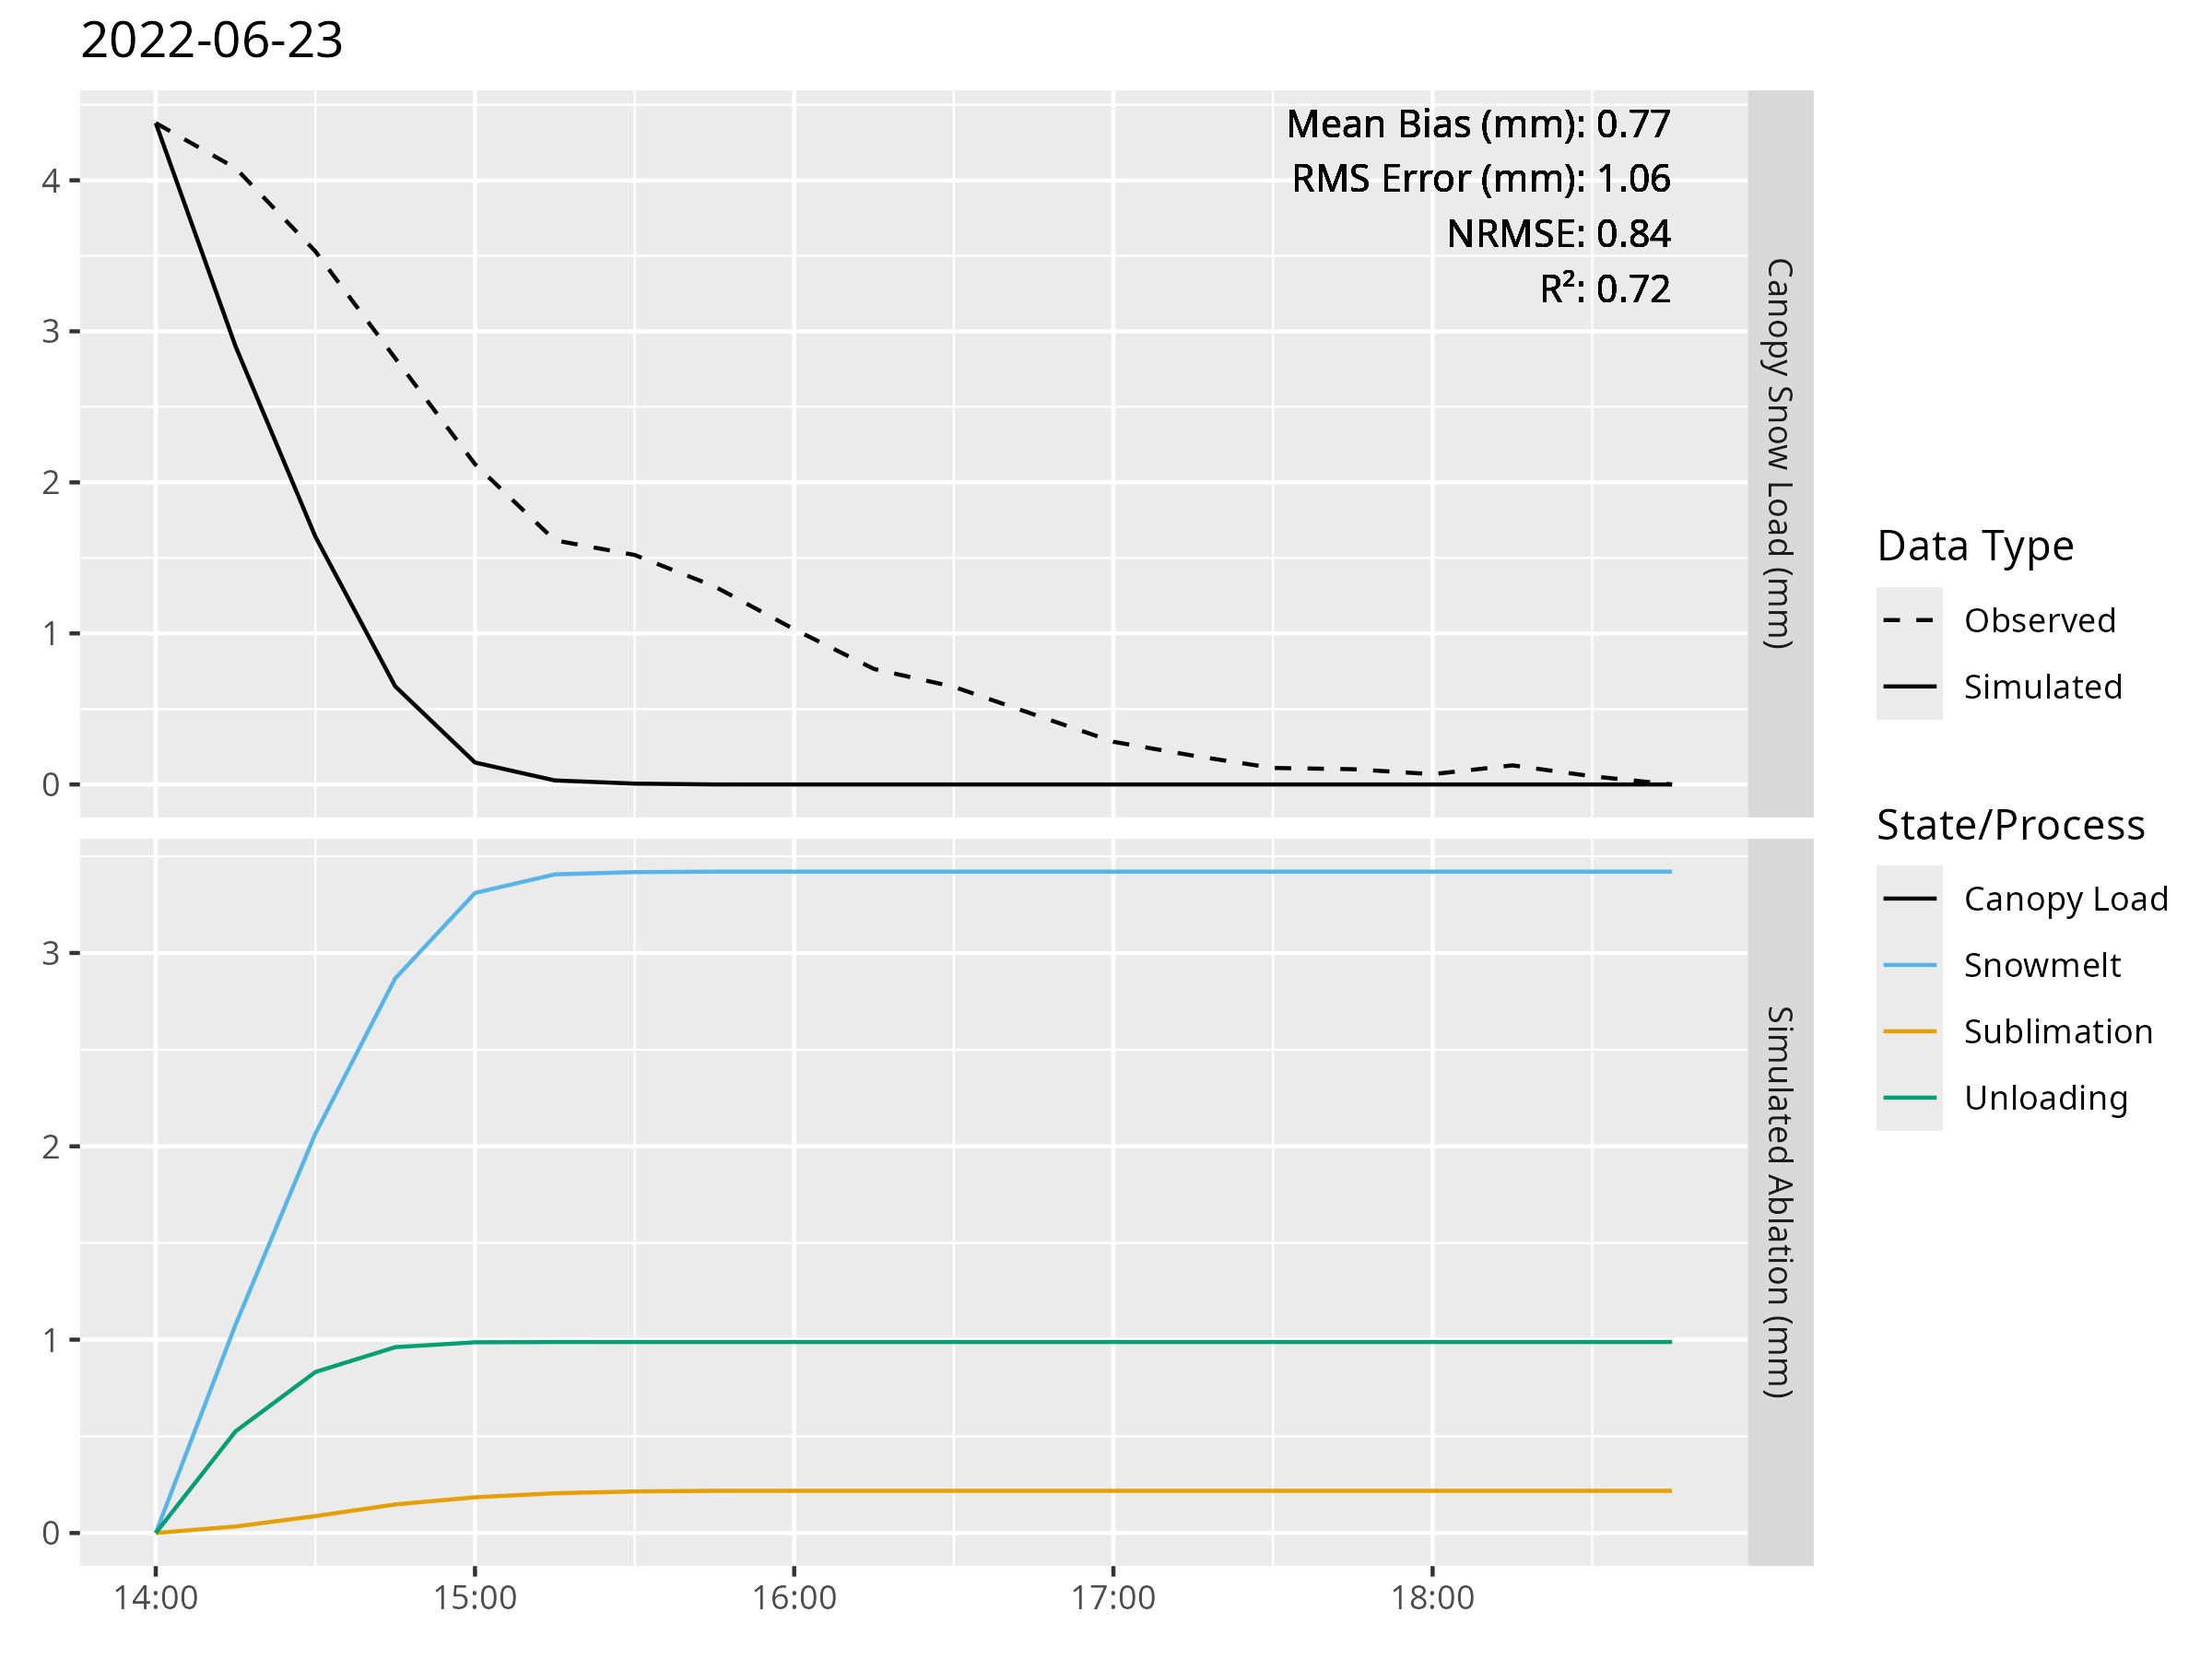 2022-06-23
Mean Bias (mm): 0.77
RMS Error (mm): 1.06
NRMSE: 0.84
R²: 0.72
4
3
2
1
0
Canopy Snow Load (mm)
3
2
1
0
Simulated Ablation (mm)
14:00
15:00
16:00
17:00
18:00
Data Type
Observed
Simulated
State/Process
Canopy Load
Snowmelt
Sublimation
Unloading